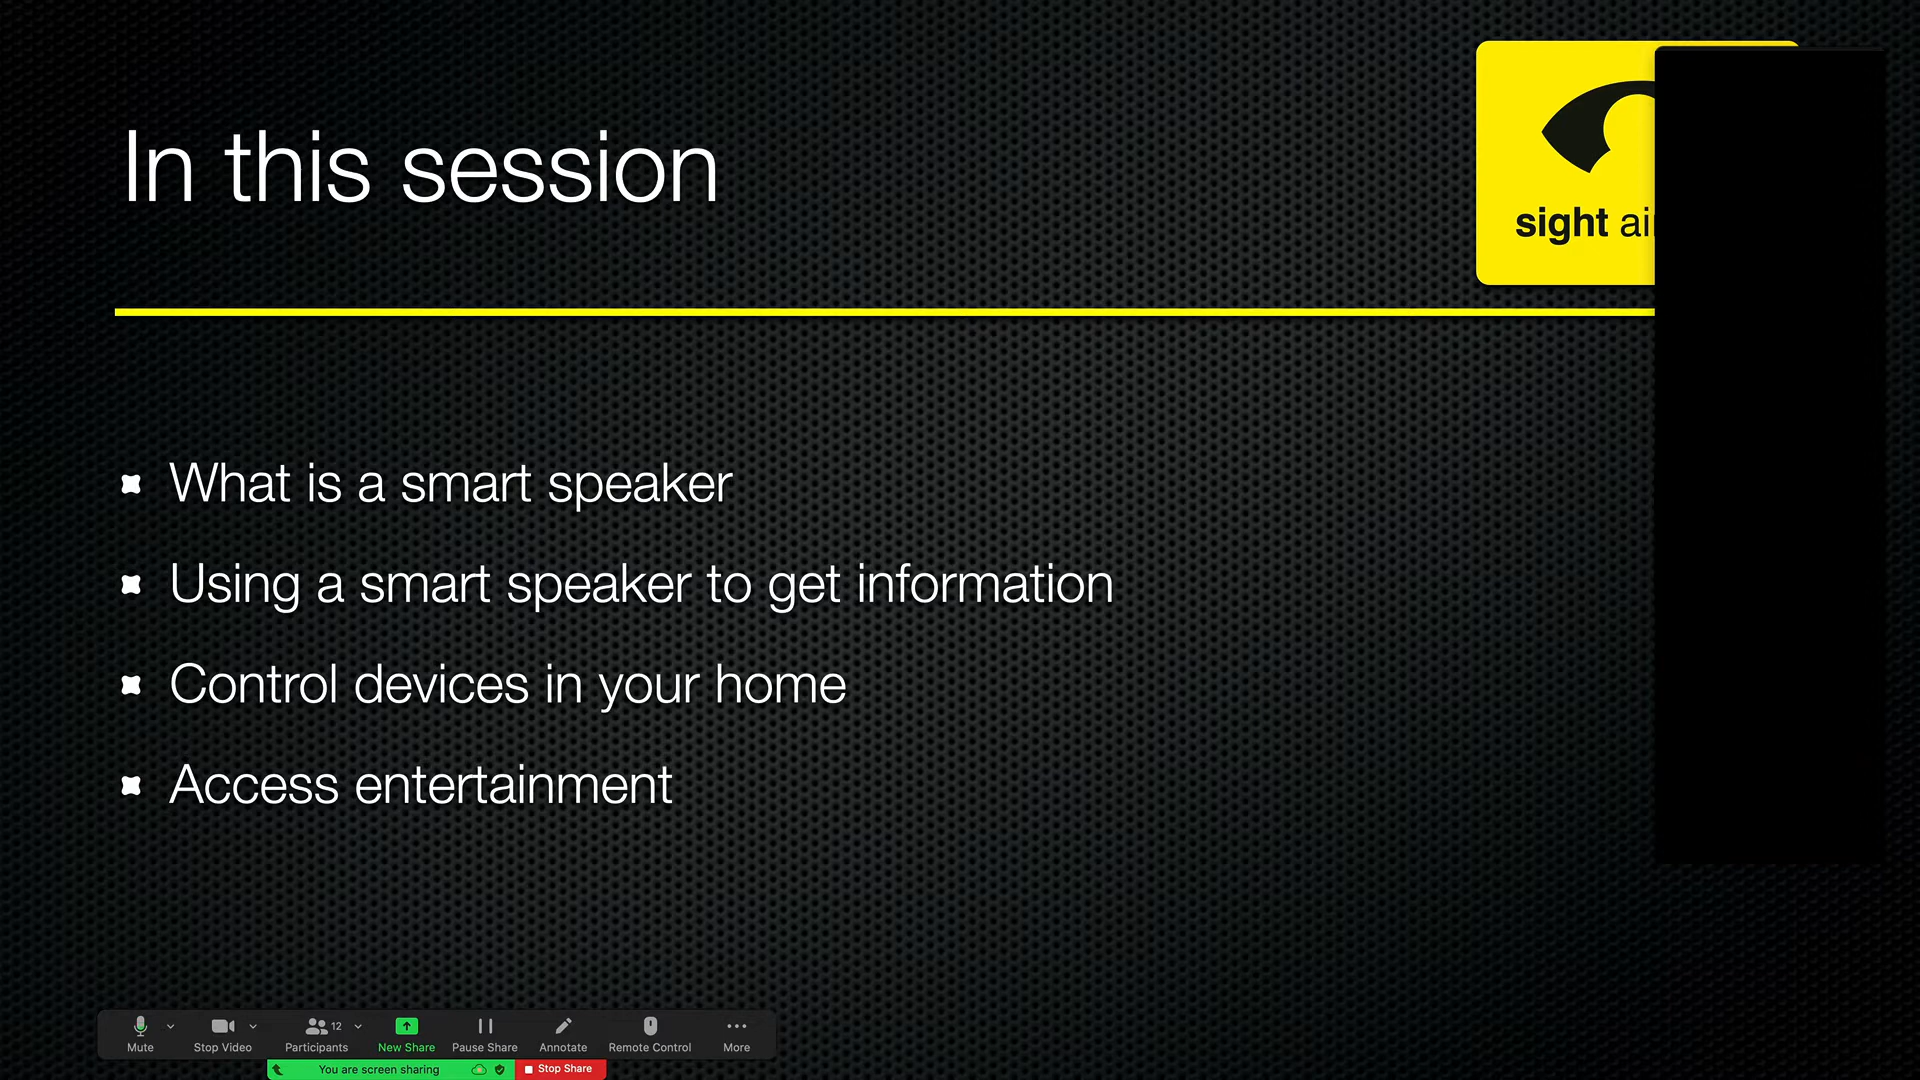 In this session
sight
What is a smart speaker
Using a smart speaker to get information
Control devices in your home
Access entertainment
12
Mute
Stop Video
Participants
New Share
Pause Share
Annotate
Remote Control
More
You are screen sharing
Stop Share